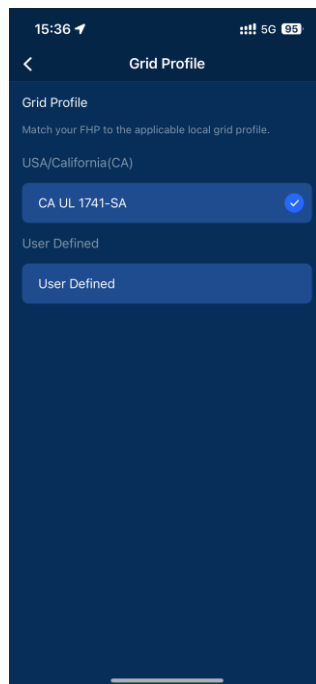 15:36 5G 95
Grid Profile
Grid Profile
Match your FHP to the applicable local grid profile.
USA/California(CA)
CA UL 1741-SA
User Defined
User Defined